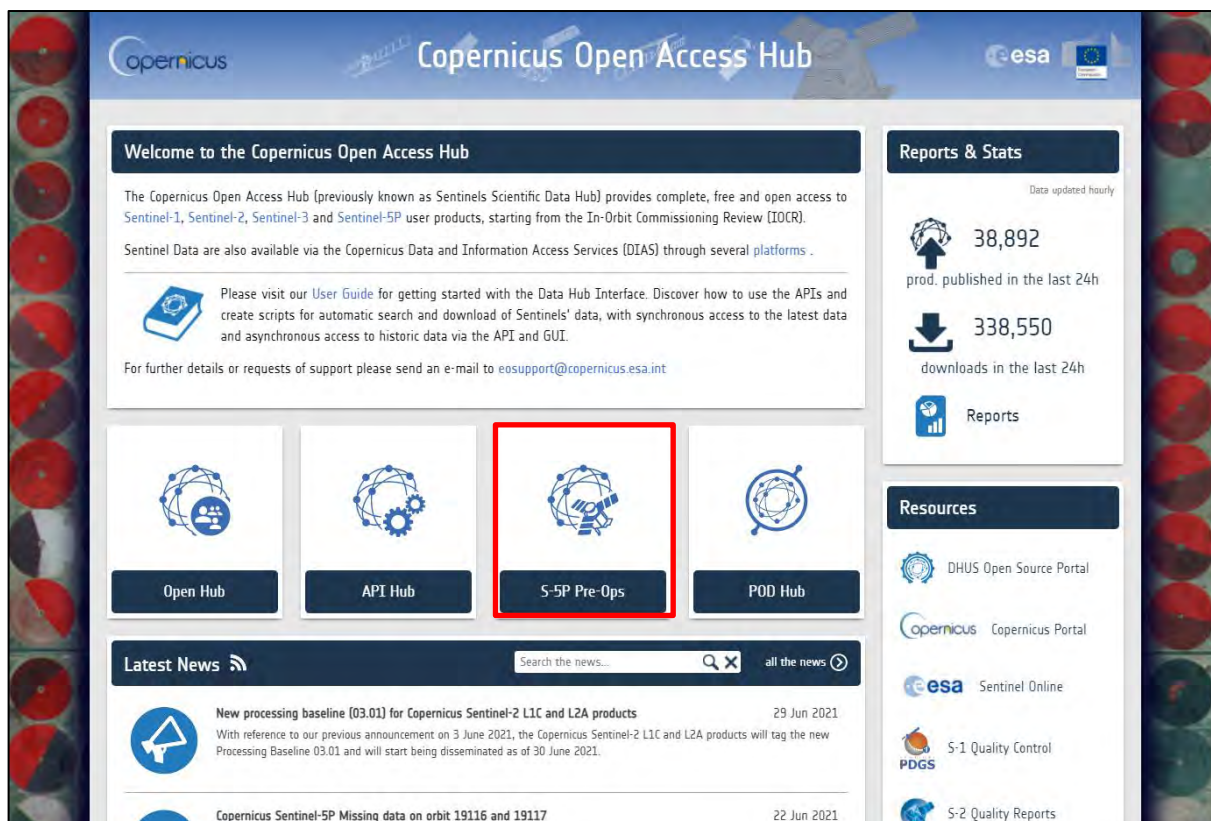 opernicus
Copernicus Open Access Hub
esa
Welcome to the Copernicus Open Access Hub
The Copernicus Open Access Hub (previously known as Sentinels Scientific Data Hub) provides complete, free and open access to
Sentinel-1, Sentinel-2, Sentinel-3 and Sentinel-5P user products, starting from the In-Orbit Commissioning Review (IOCR).
Sentinel Data are also available via the Copernicus Data and Information Access Services (DIAS) through several platforms .
Please visit our User Guide for getting started with the Data Hub Interface. Discover how to use the APIs and
create scripts for automatic search and download of Sentinels' data, with synchronous access to the latest data
and asynchronous access to historic data via the API and GUI.
For further details or requests of support please send an e-mail to eosupport@copernicus.esa.int
Open Hub
API Hub
S-5P Pre-Ops
POD Hub
Latest News
Search the news...
all the news
New processing baseline (03.01) for Copernicus Sentinel-2 L1C and L2A products 29 Jun 2021
With reference to our previous announcement on 3 June 2021, the Copernicus Sentinel-2 L1C and L2A products will tag the new
Processing Baseline 03.01 and will start being disseminated as of 30 June 2021.
Copernicus Sentinel-5P Missing data on orbit 19116 and 19117 22 Jun 2021
Reports & Stats
Data updated hourly
38,892
prod. published in the last 24h
338,550
downloads in the last 24h
Reports
Resources
DHUS Open Source Portal
opernicus Copernicus Portal
esa Sentinel Online
PDGS S-1 Quality Control
S-2 Quality Reports